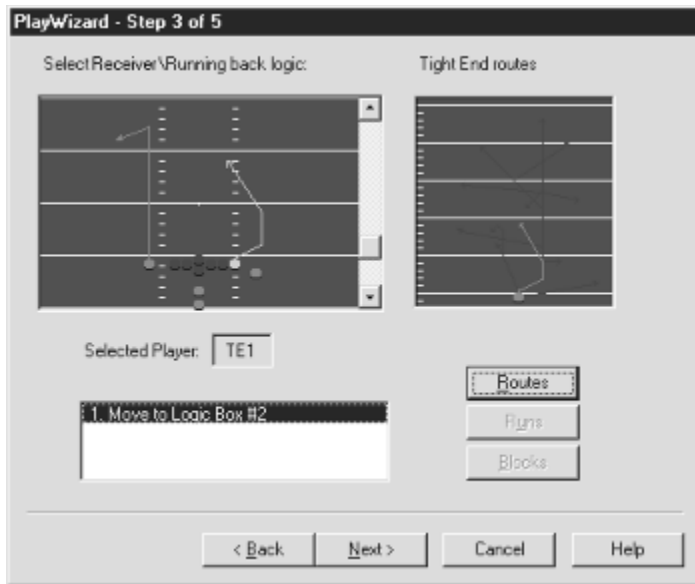 PlayWizard - Step 3 of 5
Select Receiver\Running back logic:
Tight End routes
Selected Player: TE1
1. Move to Logic Box #2
Routes
Runs
Blocks
< Back
Next >
Cancel
Help